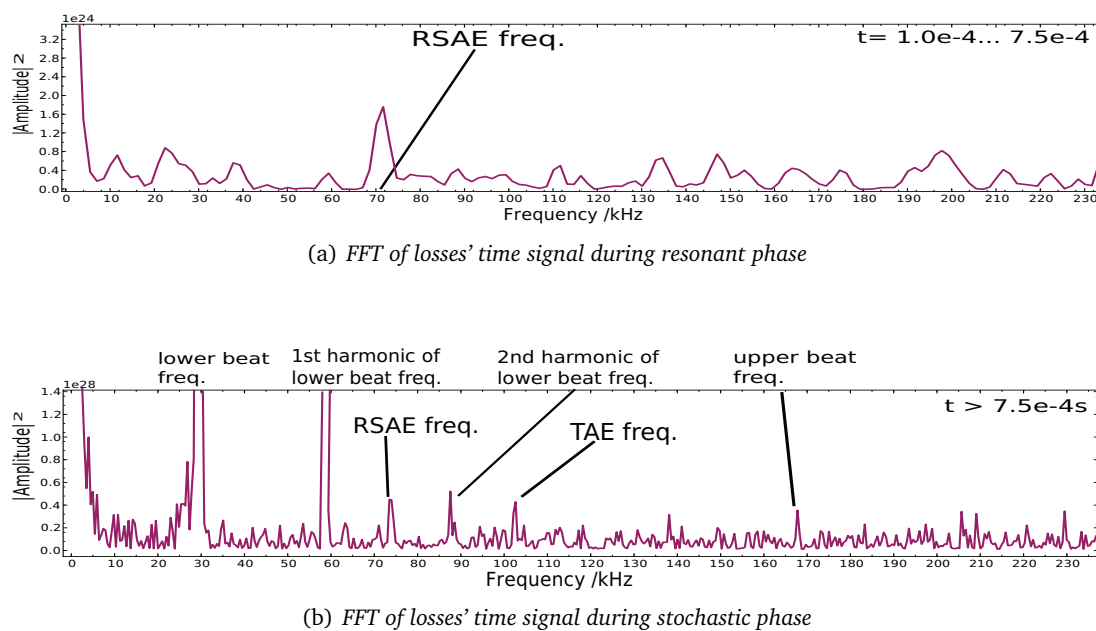 1e24
RSAE freq.
t= 1.0e-4... 7.5e-4
|Amplitude|²
3.2
2.8
2.4
2.0
1.6
1.2
0.8
0.4
0.0
0 10 20 30 40 50 60 70 80 90 100 110 120 130 140 150 160 170 180 190 200 210 220 230
Frequency /kHz
(a) FFT of losses' time signal during resonant phase
lower beat
freq.
1st harmonic of
lower beat freq.
2nd harmonic of
lower beat freq.
upper beat
freq.
1e28
RSAE freq.
TAE freq.
t > 7.5e-4s
|Amplitude|²
1.4
1.2
1.0
0.8
0.6
0.4
0.2
0.0
0 10 20 30 40 50 60 70 80 90 100 110 120 130 140 150 160 170 180 190 200 210 220 230
Frequency /kHz
(b) FFT of losses' time signal during stochastic phase